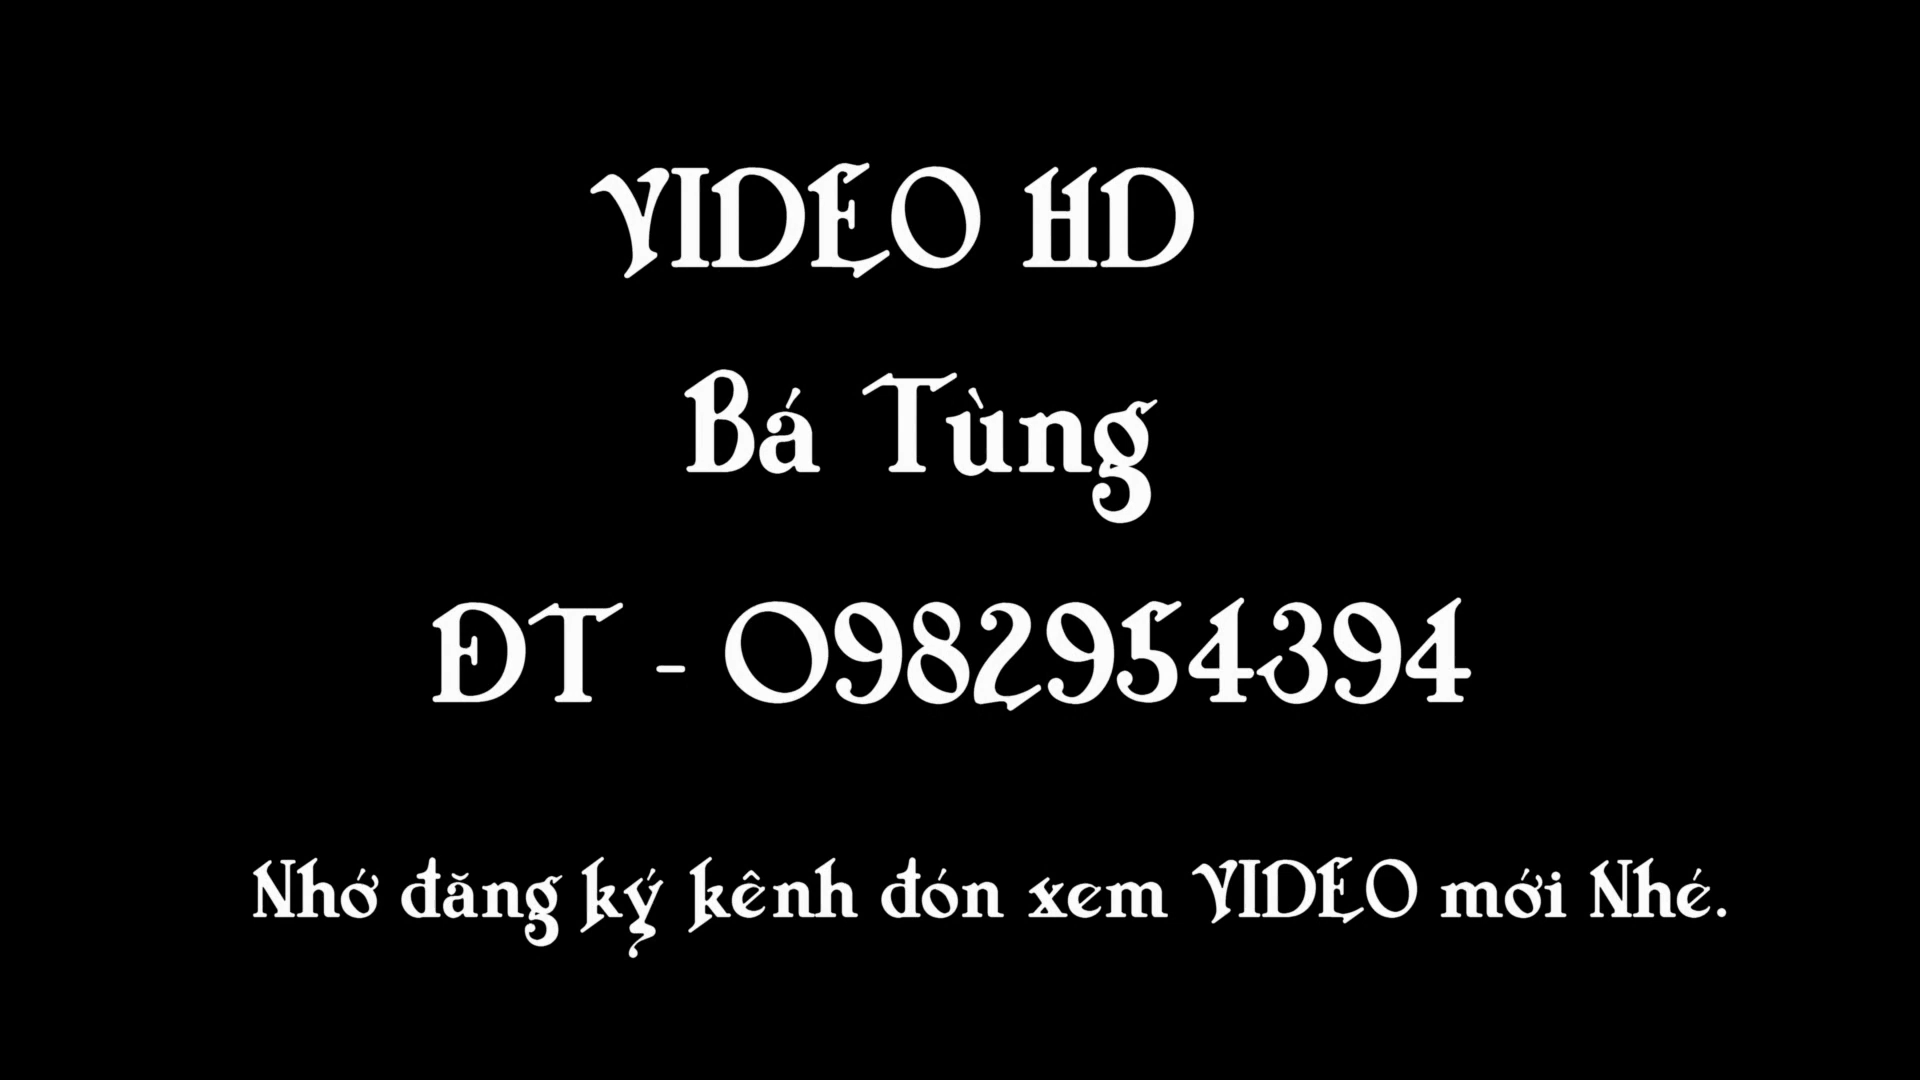 VIDEO HD
Bá Tùng
ĐT - 0982954394
Nhớ đăng ký kênh đón xem VIDEO mới Nhé.